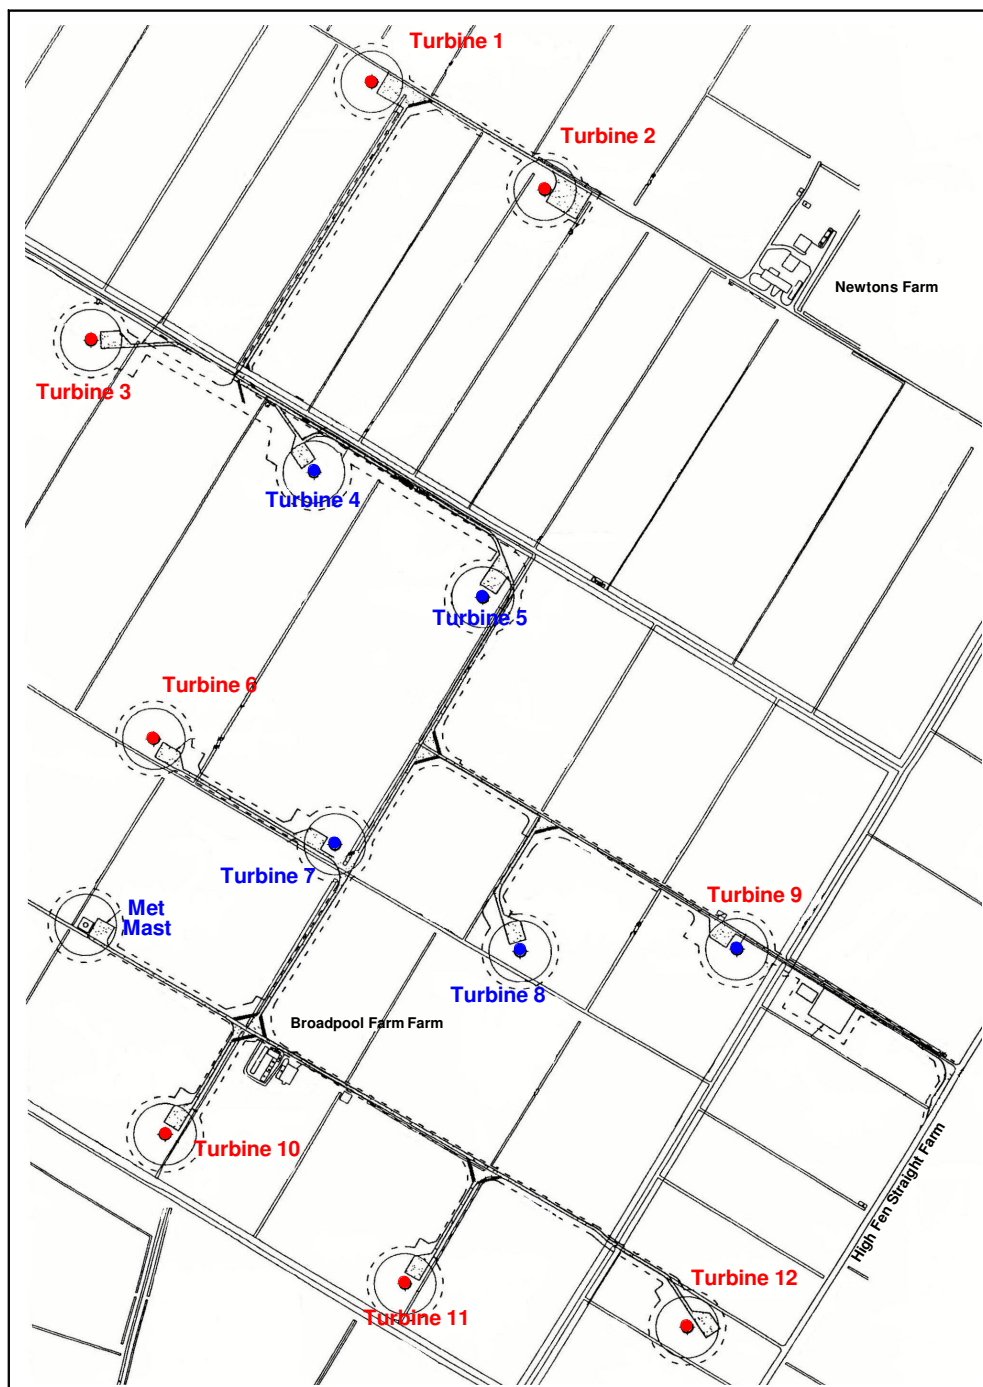 Turbine 1
Turbine 2
Newtons Farm
Turbine 3
Turbine 4
Turbine 5
Turbine 6
Turbine 7
Turbine 9
Met
Mast
Turbine 8
Broadpool Farm Farm
Turbine 10
High Fen Straight Farm
Turbine 12
Turbine 11